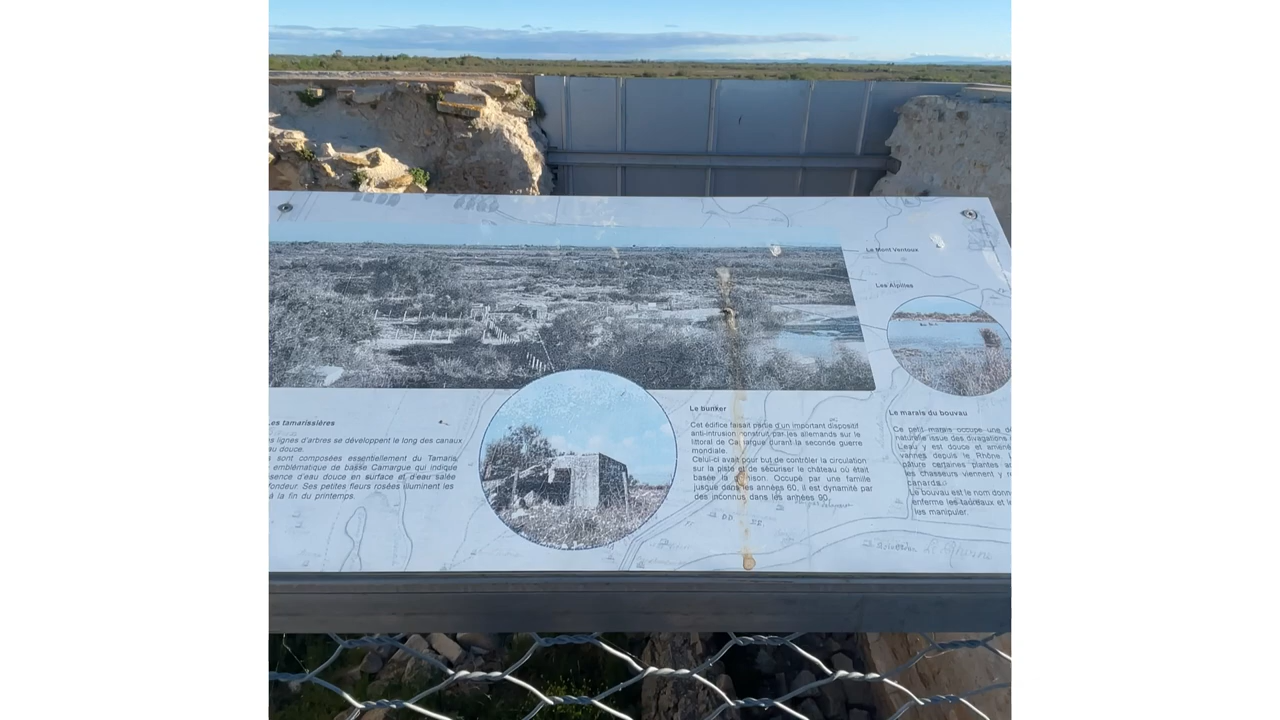 Le Mont Ventoux
Les Alpilles
Les tamarissières
es lignes d'arbres se développent le long des canaux
au douce.
s sont composées essentiellement du Tamaris
emblématique de basse Camargue qui indique
sence d'eau douce en surface et d'eau salée
fondeur. Ses petites fleurs rosées illuminent les
à la fin du printemps.
Le bunker
Cet édifice faisait partie d'un important dispositif
anti-intrusion construit par les allemands sur le
littoral de Camargue durant la seconde guerre
mondiale.
Celui-ci avait pour but de contrôler la circulation
sur la piste et de sécuriser le château où était
basée la garnison. Occupé par une famille
jusque dans les années 60, il est dynamité par
des inconnus dans les années 90.
Le marais du bouvau
Ce petit marais occupe une dé
naturelle issue des divagations
L'eau y est douce et amené
depuis le Rhône.
pâture certaines plantes a
les chasseurs viennent y r
canards.
Le bouvau est le nom donn
enferme les taureaux et
les manipuler.